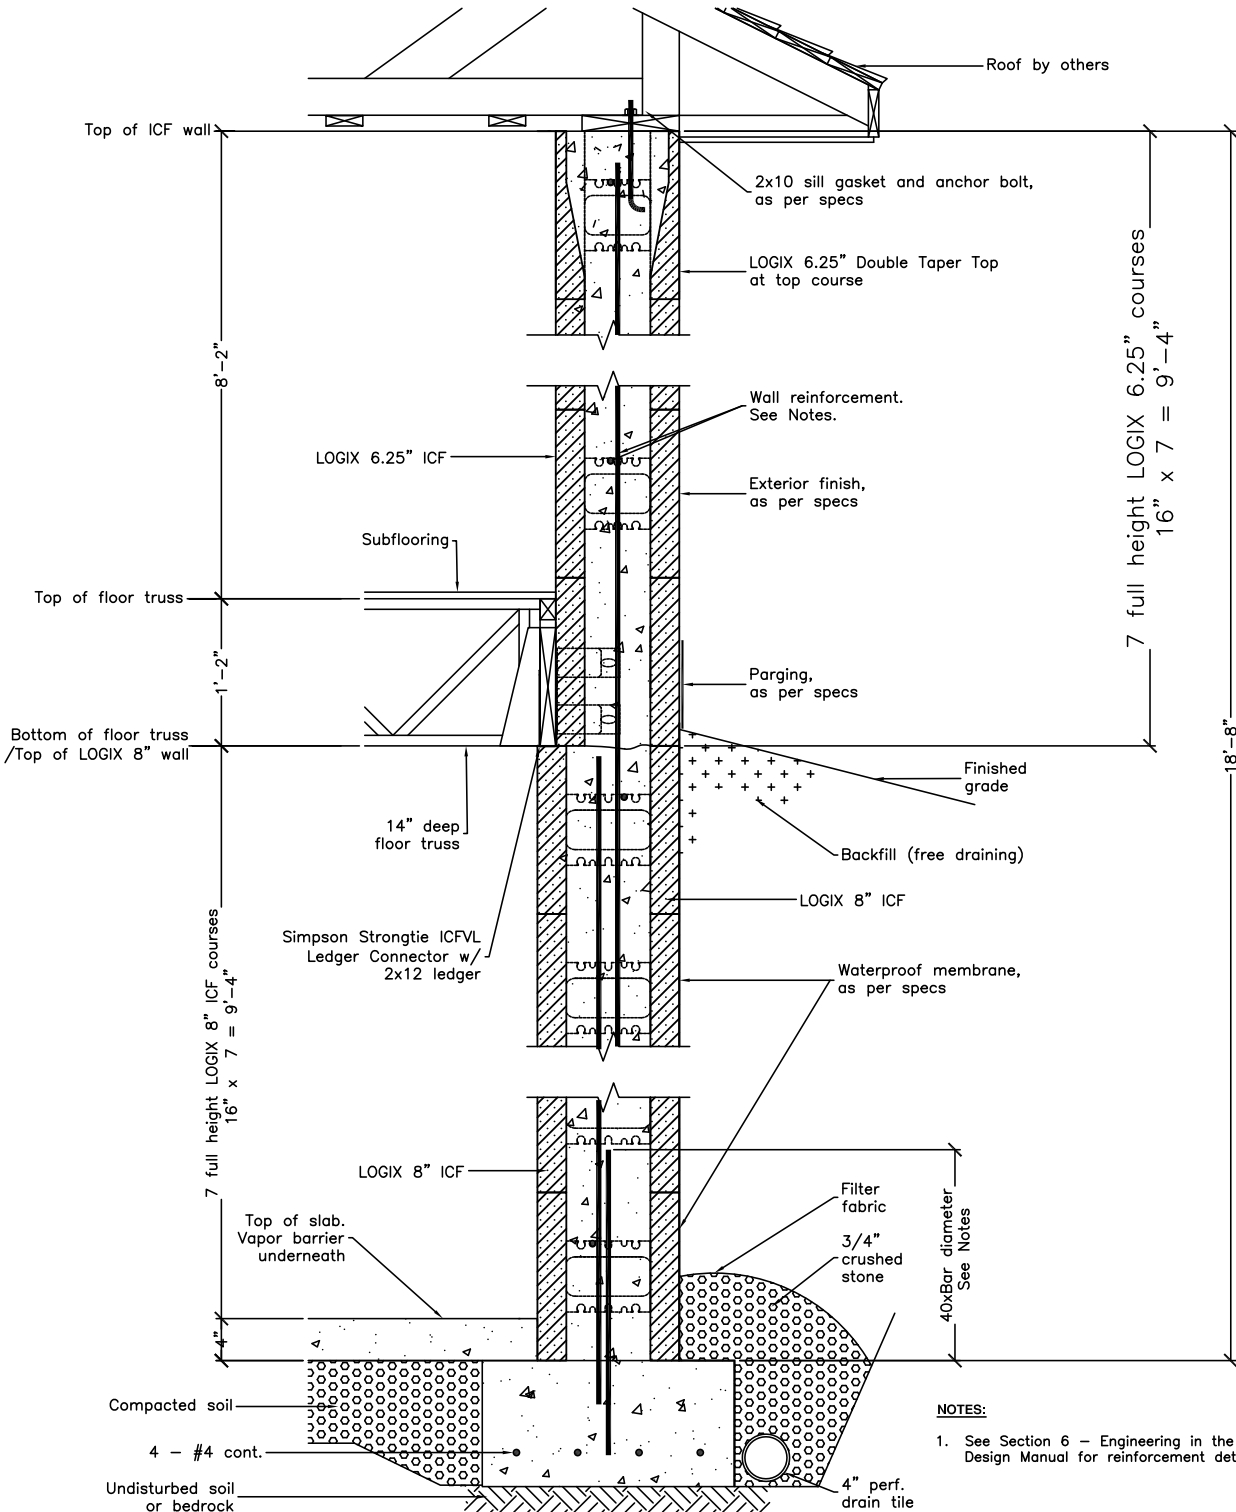 Roof by others
Top of ICF wall
2x10 sill gasket and anchor bolt,
as per specs
LOGIX 6.25” Double Taper Top
at top course
7 full height LOGIX 6.25” courses
16” x 7 = 9’–4”
8’–2”
Wall reinforcement.
See Notes.
LOGIX 6.25” ICF
Exterior finish,
as per specs
Subflooring
Top of floor truss
1’–2”
Parging,
as per specs
Bottom of floor truss
/Top of LOGIX 8” wall
18’–8”
Finished
grade
14” deep
floor truss
Backfill (free draining)
LOGIX 8” ICF
Simpson Strongtie ICFVL
Ledger Connector w/
2x12 ledger
Waterproof membrane,
as per specs
7 full height LOGIX 8” ICF courses
16” x 7 = 9’–4”
LOGIX 8” ICF
Filter
fabric
40xBar diameter
See Notes
Top of slab.
Vapor barrier
underneath
3/4”
crushed
stone
4”
Compacted soil
NOTES:
1. See Section 6 – Engineering in the
Design Manual for reinforcement det
4 – #4 cont.
Undisturbed soil
or bedrock
4” perf.
drain tile